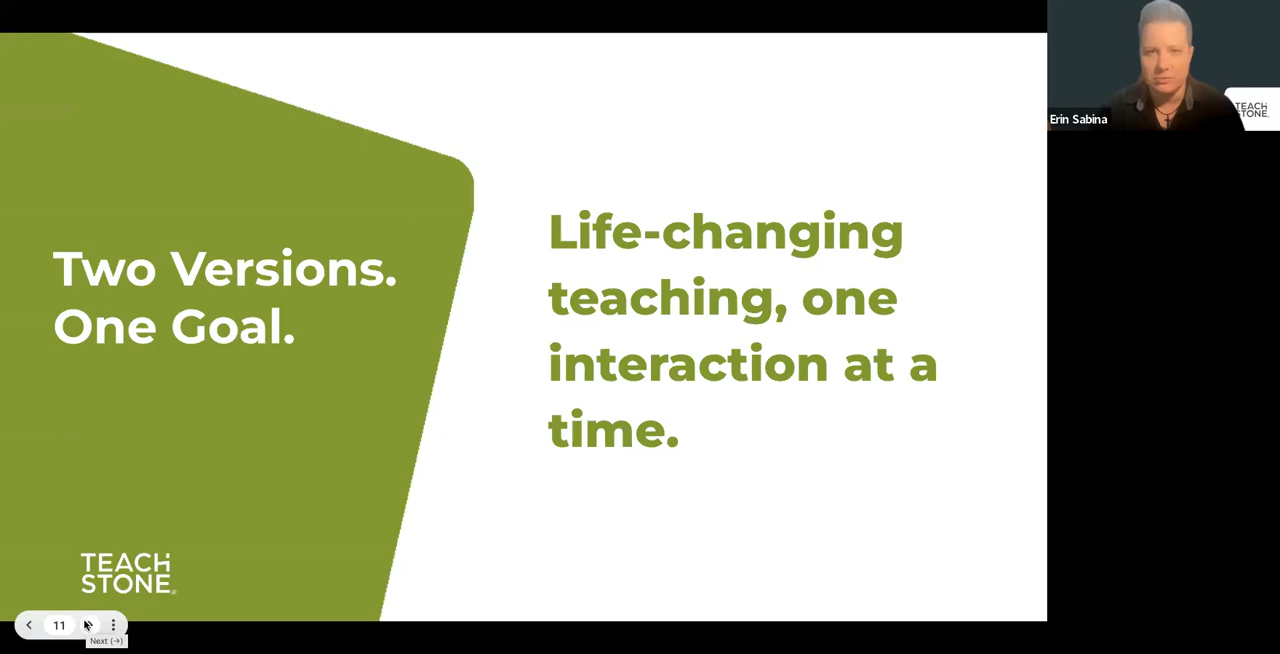 Two Versions.
One Goal.
Life-changing
teaching, one
interaction at a
time.
TEACH
STONE®
11
Next (→)
Erin Sabina
TEACH
STONE